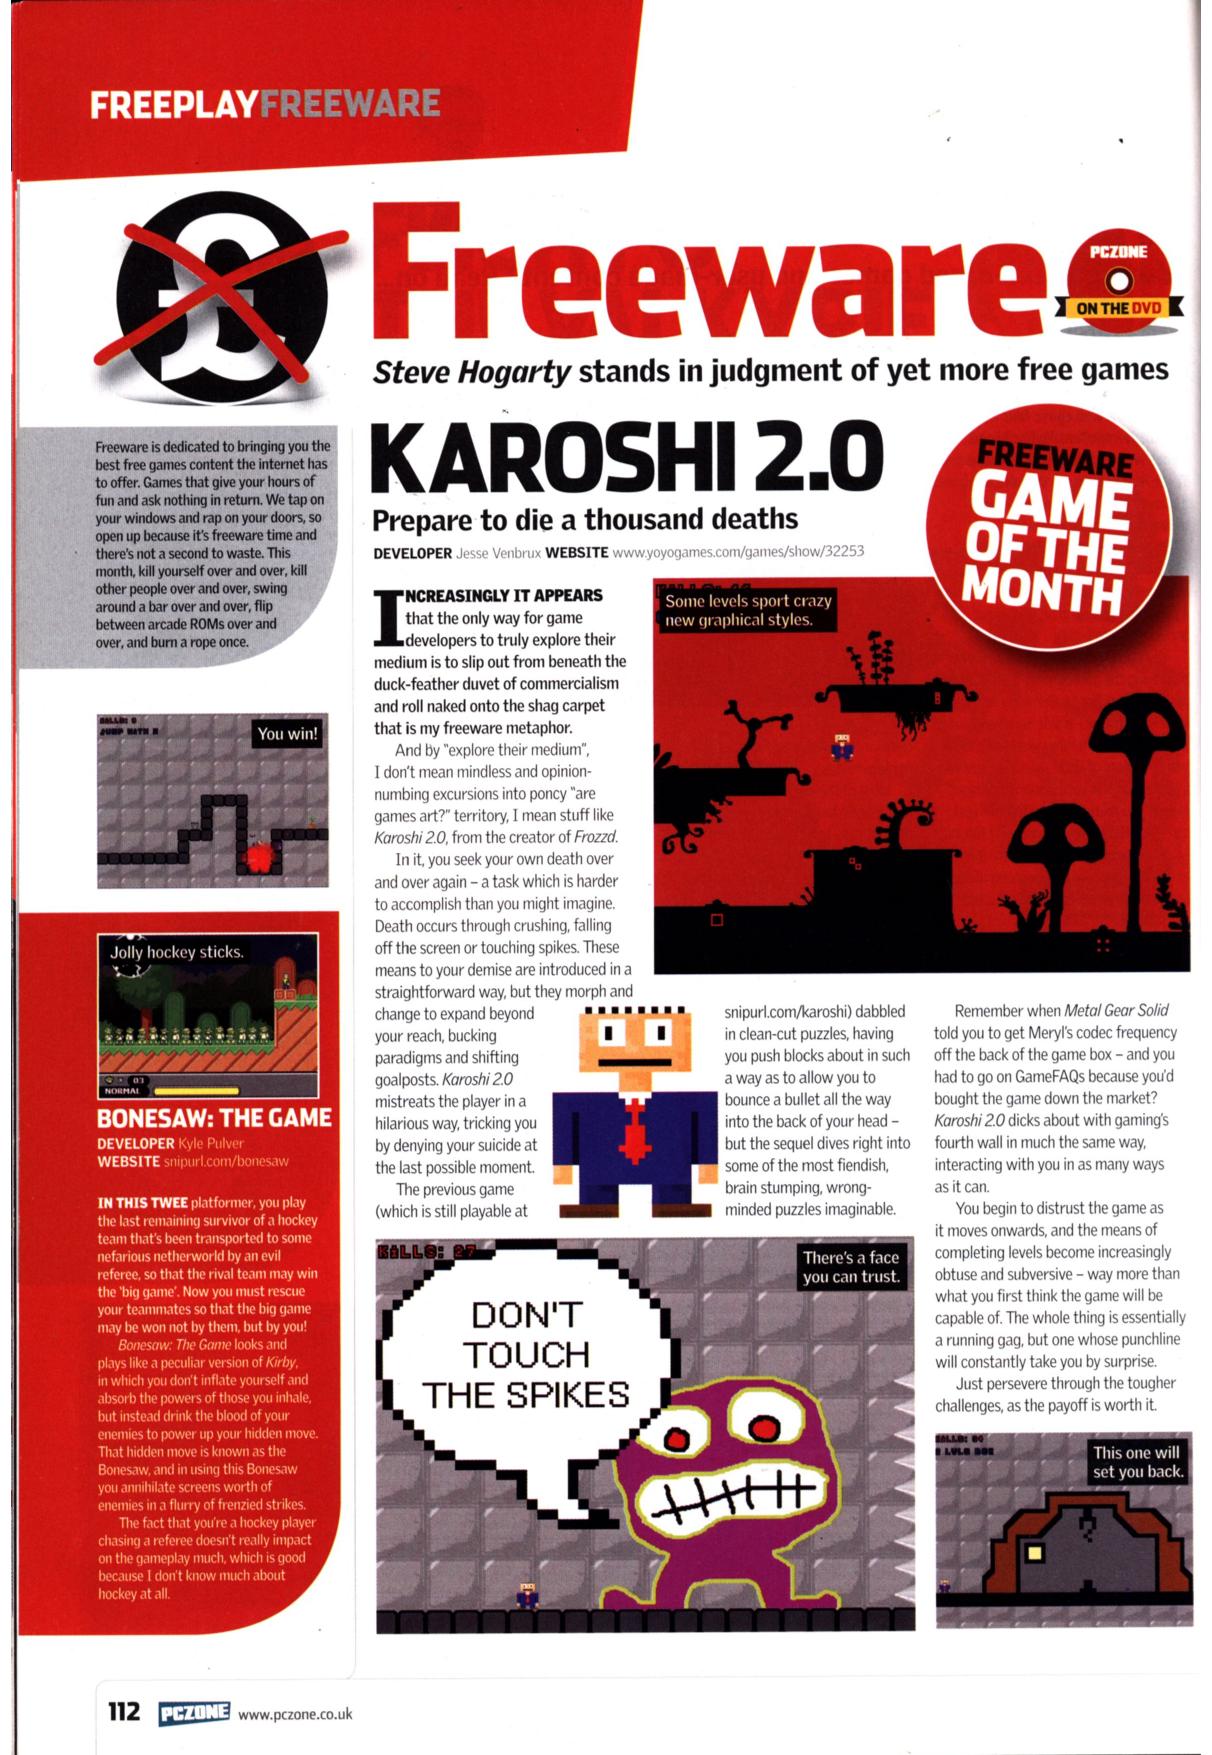 FREEPLAYFREEWARE
Freeware
PCZONE
ON THE DVD
Steve Hogarty stands in judgment of yet more free games
Freeware is dedicated to bringing you the
best free games content the internet has
to offer. Games that give your hours of
fun and ask nothing in return. We tap on
your windows and rap on your doors, so
open up because it's freeware time and
there's not a second to waste. This
month, kill yourself over and over, kill
other people over and over, swing
around a bar over and over, flip
between arcade ROMs over and
over, and burn a rope once.
You win!
Jolly hockey sticks.
03
NORMAL
BONESAW: THE GAME
DEVELOPER Kyle Pulver
WEBSITE snipurl.com/bonesaw
IN THIS TWEE platformer, you play
the last remaining survivor of a hockey
team that's been transported to some
nefarious netherworld by an evil
referee, so that the rival team may win
the 'big game'. Now you must rescue
your teammates so that the big game
may be won not by them, but by you!
Bonesaw: The Game looks and
plays like a peculiar version of Kirby,
in which you don't inflate yourself and
absorb the powers of those you inhale,
but instead drink the blood of your
enemies to power up your hidden move.
That hidden move is known as the
Bonesaw, and in using this Bonesaw
you annihilate screens worth of
enemies in a flurry of frenzied strikes.
The fact that you're a hockey player
chasing a referee doesn't really impact
on the gameplay much, which is good
because I don't know much about
hockey at all.
KAROSHI 2.0
Prepare to die a thousand deaths
DEVELOPER Jesse Venbrux WEBSITE www.yoyogames.com/games/show/32253
FREEWARE
GAME
OF THE
MONTH
INCREASINGLY IT APPEARS
that the only way for game
developers to truly explore their
medium is to slip out from beneath the
duck-feather duvet of commercialism
and roll naked onto the shag carpet
that is my freeware metaphor.
And by "explore their medium",
I don't mean mindless and opinion-
numbing excursions into poncy "are
games art?" territory, I mean stuff like
Karoshi 2.0, from the creator of Frozzd.
In it, you seek your own death over
and over again – a task which is harder
to accomplish than you might imagine.
Death occurs through crushing, falling
off the screen or touching spikes. These
means to your demise are introduced in a
straightforward way, but they morph and
change to expand beyond
your reach, bucking
paradigms and shifting
goalposts. Karoshi 2.0
mistreats the player in a
hilarious way, tricking you
by denying your suicide at
the last possible moment.
The previous game
(which is still playable at
snipurl.com/karoshi) dabbled
in clean-cut puzzles, having
you push blocks about in such
a way as to allow you to
bounce a bullet all the way
into the back of your head –
but the sequel dives right into
some of the most fiendish,
brain stumping, wrong-
minded puzzles imaginable.
Remember when Metal Gear Solid
told you to get Meryl's codec frequency
off the back of the game box – and you
had to go on GameFAQs because you'd
bought the game down the market?
Karoshi 2.0 dicks about with gaming's
fourth wall in much the same way,
interacting with you in as many ways
as it can.
You begin to distrust the game as
it moves onwards, and the means of
completing levels become increasingly
obtuse and subversive – way more than
what you first think the game will be
capable of. The whole thing is essentially
a running gag, but one whose punchline
will constantly take you by surprise.
Just persevere through the tougher
challenges, as the payoff is worth it.
Some levels sport crazy
new graphical styles.
KILLS: 27
DON'T
TOUCH
THE SPIKES
There's a face
you can trust.
This one will
set you back.
112 PCZONE www.pczone.co.uk